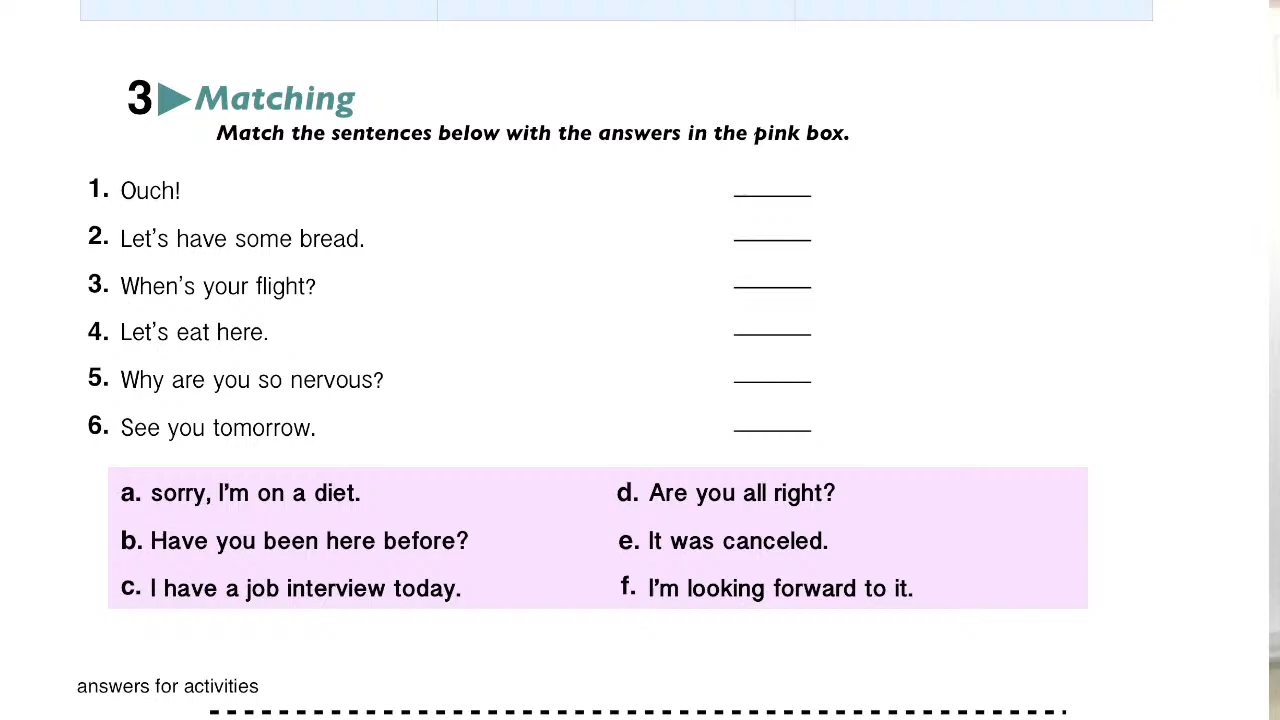 3 Matching
Match the sentences below with the answers in the pink box.
1. Ouch!
2. Let's have some bread.
3. When's your flight?
4. Let's eat here.
5. Why are you so nervous?
6. See you tomorrow.
a. sorry, I'm on a diet.
d. Are you all right?
b. Have you been here before?
e. It was canceled.
c. I have a job interview today.
f. I'm looking forward to it.
answers for activities